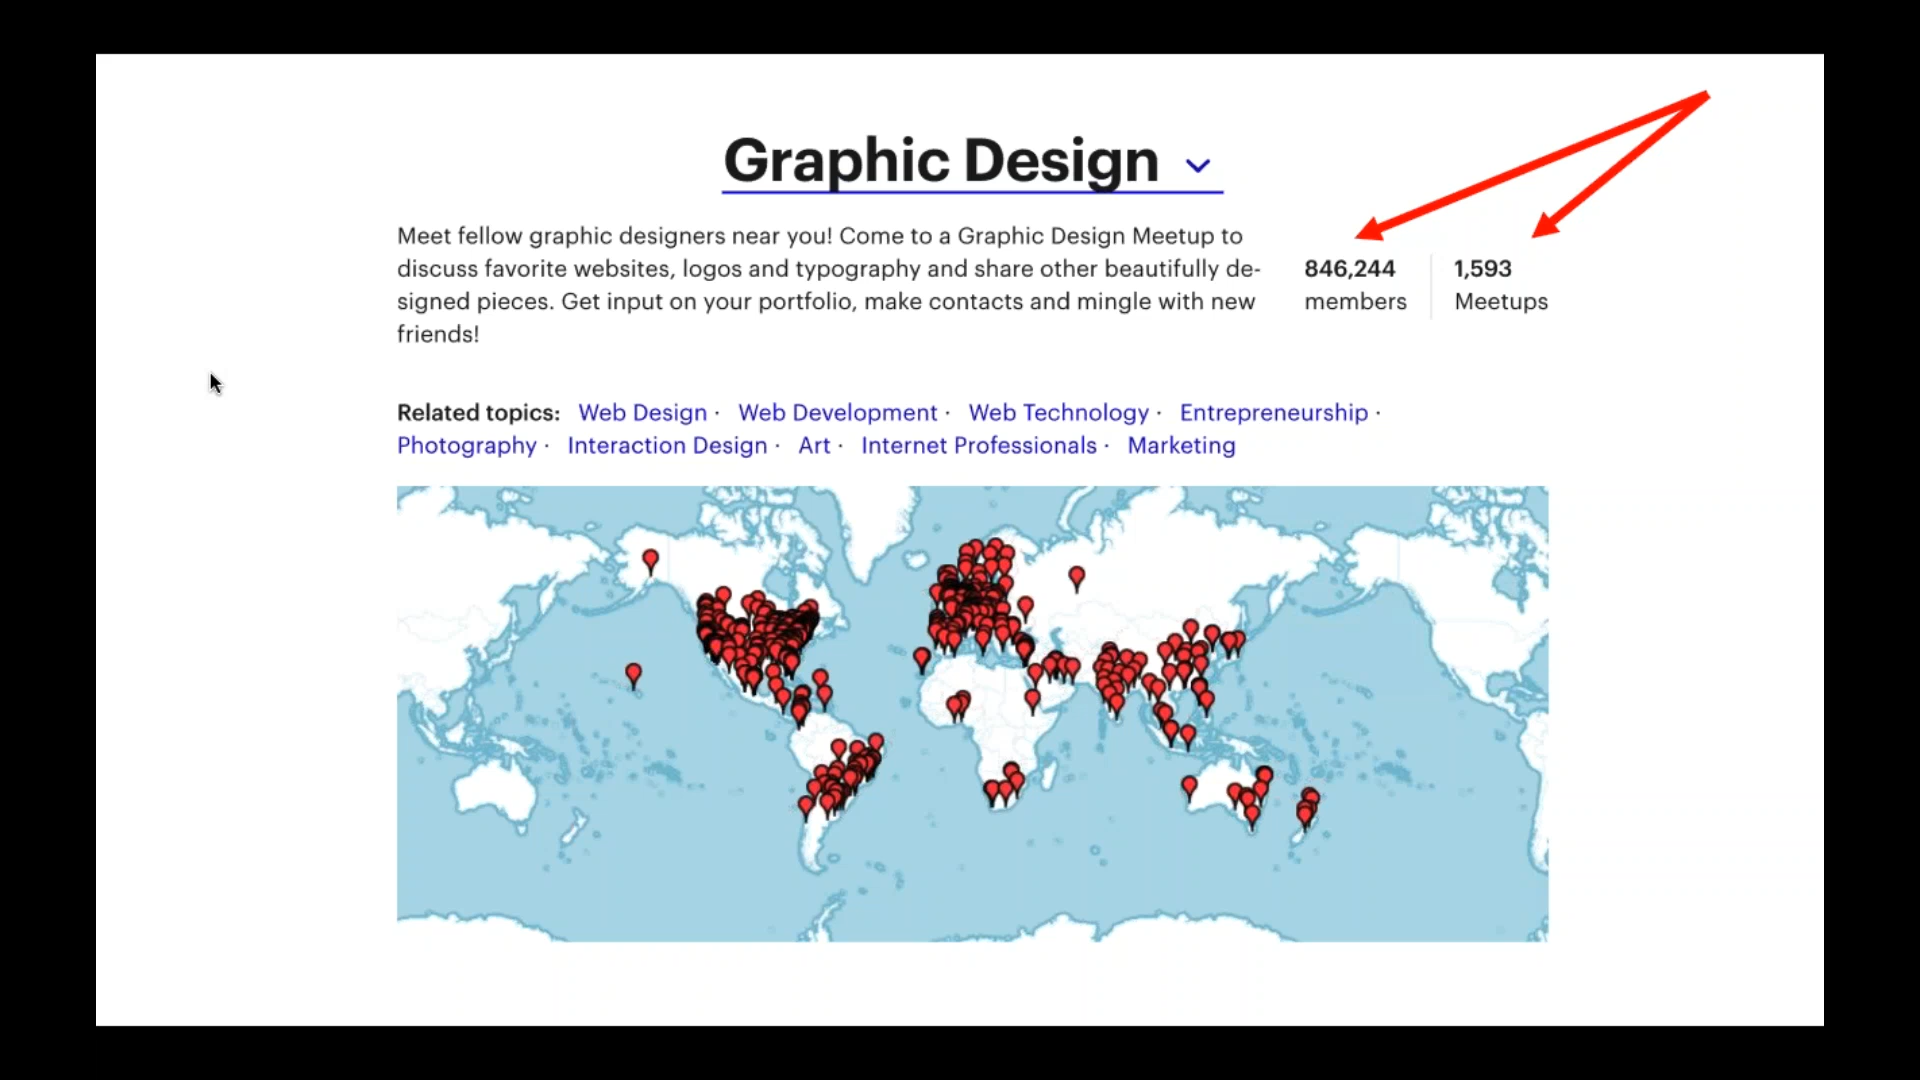 Graphic Design
Meet fellow graphic designers near you! Come to a Graphic Design Meetup to
discuss favorite websites, logos and typography and share other beautifully de-
signed pieces. Get input on your portfolio, make contacts and mingle with new
friends!
846,244
members
1,593
Meetups
Related topics: Web Design · Web Development · Web Technology · Entrepreneurship ·
Photography · Interaction Design · Art · Internet Professionals · Marketing